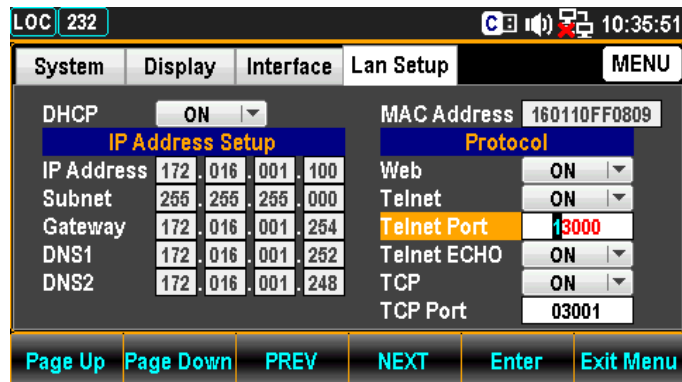 LOC 232 C 10:35:51
System Display Interface Lan Setup MENU
DHCP ON
IP Address Setup
IP Address 172 . 016 . 001 . 100
Subnet 255 . 255 . 255 . 000
Gateway 172 . 016 . 001 . 254
DNS1 172 . 016 . 001 . 252
DNS2 172 . 016 . 001 . 248
MAC Address 160110FF0809
Protocol
Web ON
Telnet ON
Telnet Port 13000
Telnet ECHO ON
TCP ON
TCP Port 03001
Page Up Page Down PREV NEXT Enter Exit Menu